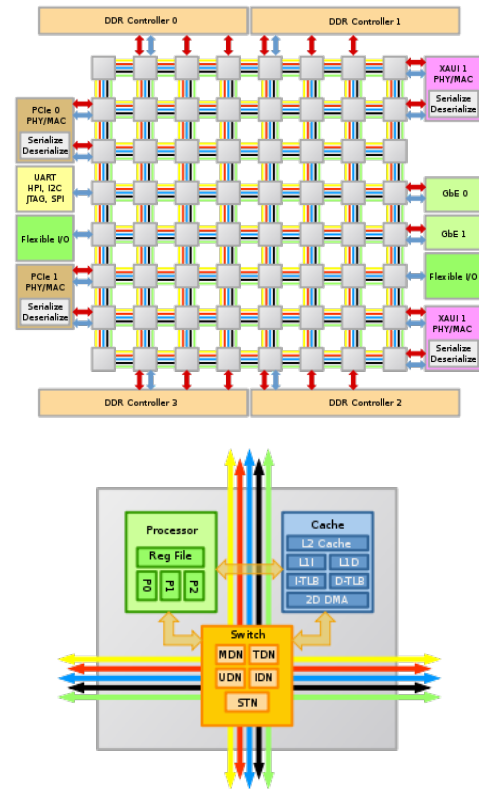 DDR Controller 0
DDR Controller 1
XAUI 1
PHY/MAC
Serialize
Deserialize
PCIe 0
PHY/MAC
Serialize
Deserialize
UART
HPI, I2C
JTAG, SPI
GbE 0
Flexible I/O
GbE 1
PCIe 1
PHY/MAC
Serialize
Deserialize
Flexible I/O
XAUI 1
PHY/MAC
Serialize
Deserialize
DDR Controller 3
DDR Controller 2
Processor
Reg File
P0
P1
P2
Cache
L2 Cache
L1I
L1D
I-TLB
D-TLB
2D DMA
Switch
MDN
TDN
UDN
IDN
STN